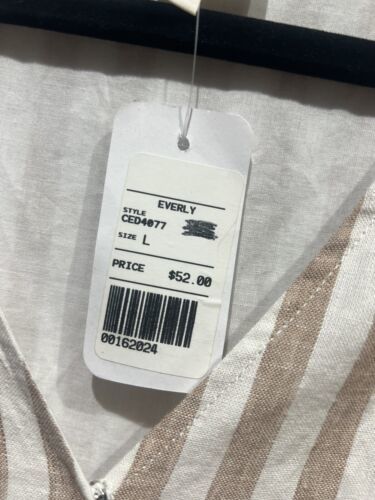 EVERLY
STYLE
CED4077
SIZE L
PRICE $52.00
00162024